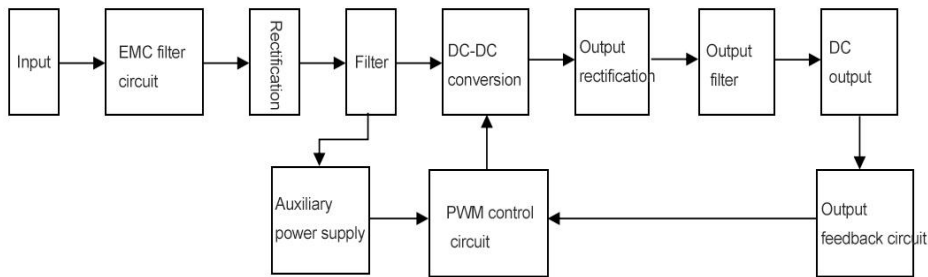 Input
EMC filter
circuit
Rectification
Filter
DC-DC
conversion
Output
rectification
Output
filter
DC
output
Auxiliary
power supply
PWM control
circuit
Output
feedback circuit